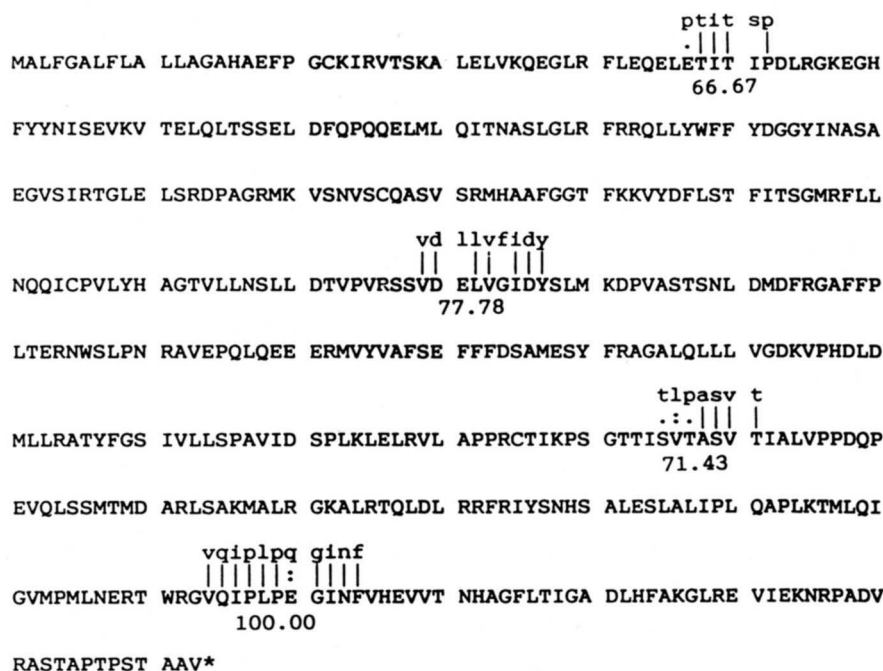 ptit sp
.||| |
MALFGALFLA LLAGAHAEFP GCKIRVTSKA LELVKQEGLR FLEQELETIT IPDLRGKEGH
66.67
FYYNISEVKV TELQLTSSEL DFQPQQELML QITNASLGLR FRRQLLYWFF YDGGYINASA
EGVSIRTGLE LSRDPAGRMK VSNVSCQASV SRMHAAFGGT FKKVYDFLST FITSGMRFLL
vd llvfidy
|| |i |||
NQQICPVLYH AGTVLLNSLL DTVPVRSSVD ELVGIDYSLM KDPVASTSNL DMDFRGAFFP
77.78
LTERNWSLPN RAVEPQLQEE ERMVYVAFSE FFFDSAMESY FRAGALQLLL VGDKVPHDLD
tlpasv t
.:.||| |
MLLRATYFGS IVLLSPAVID SPLKLELRVL APPRCTIKPS GTTISVTASV TIALVPPDQP
71.43
EVQLSSMTMD ARLSAKMALR GKALRTQLDL RRFRIYSNHS ALESLALIPL QAPLKTMLQI
vqiplpq ginf
||||||: ||||
GVMPMLNERT WRGVQIPLPE GINFVHEVVT NHAGFLTIGA DLHFAKGLRE VIEKNRPADV
100.00
RASTAPTPST AAV*